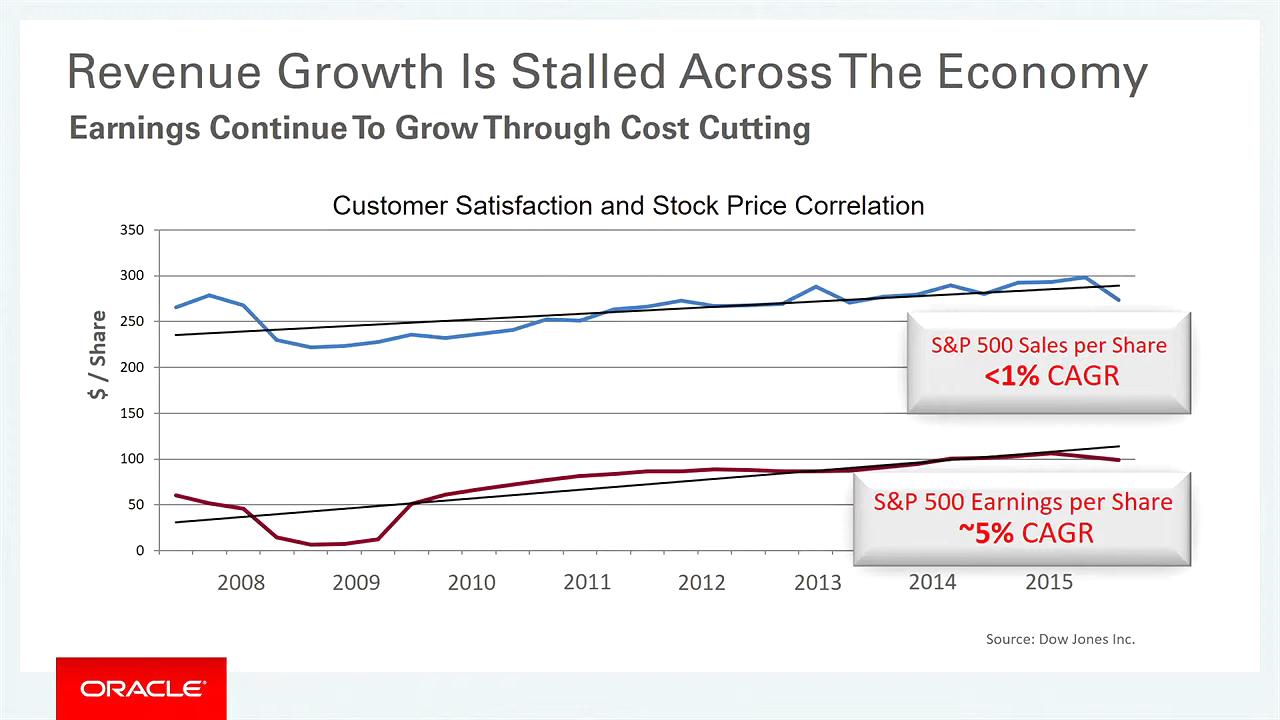 Revenue Growth Is Stalled Across The Economy
Earnings Continue To Grow Through Cost Cutting
Customer Satisfaction and Stock Price Correlation
350
300
250
200
150
100
50
0
$ / Share
S&P 500 Sales per Share
<1% CAGR
S&P 500 Earnings per Share
~5% CAGR
2008 2009 2010 2011 2012 2013 2014 2015
Source: Dow Jones Inc.
ORACLE®